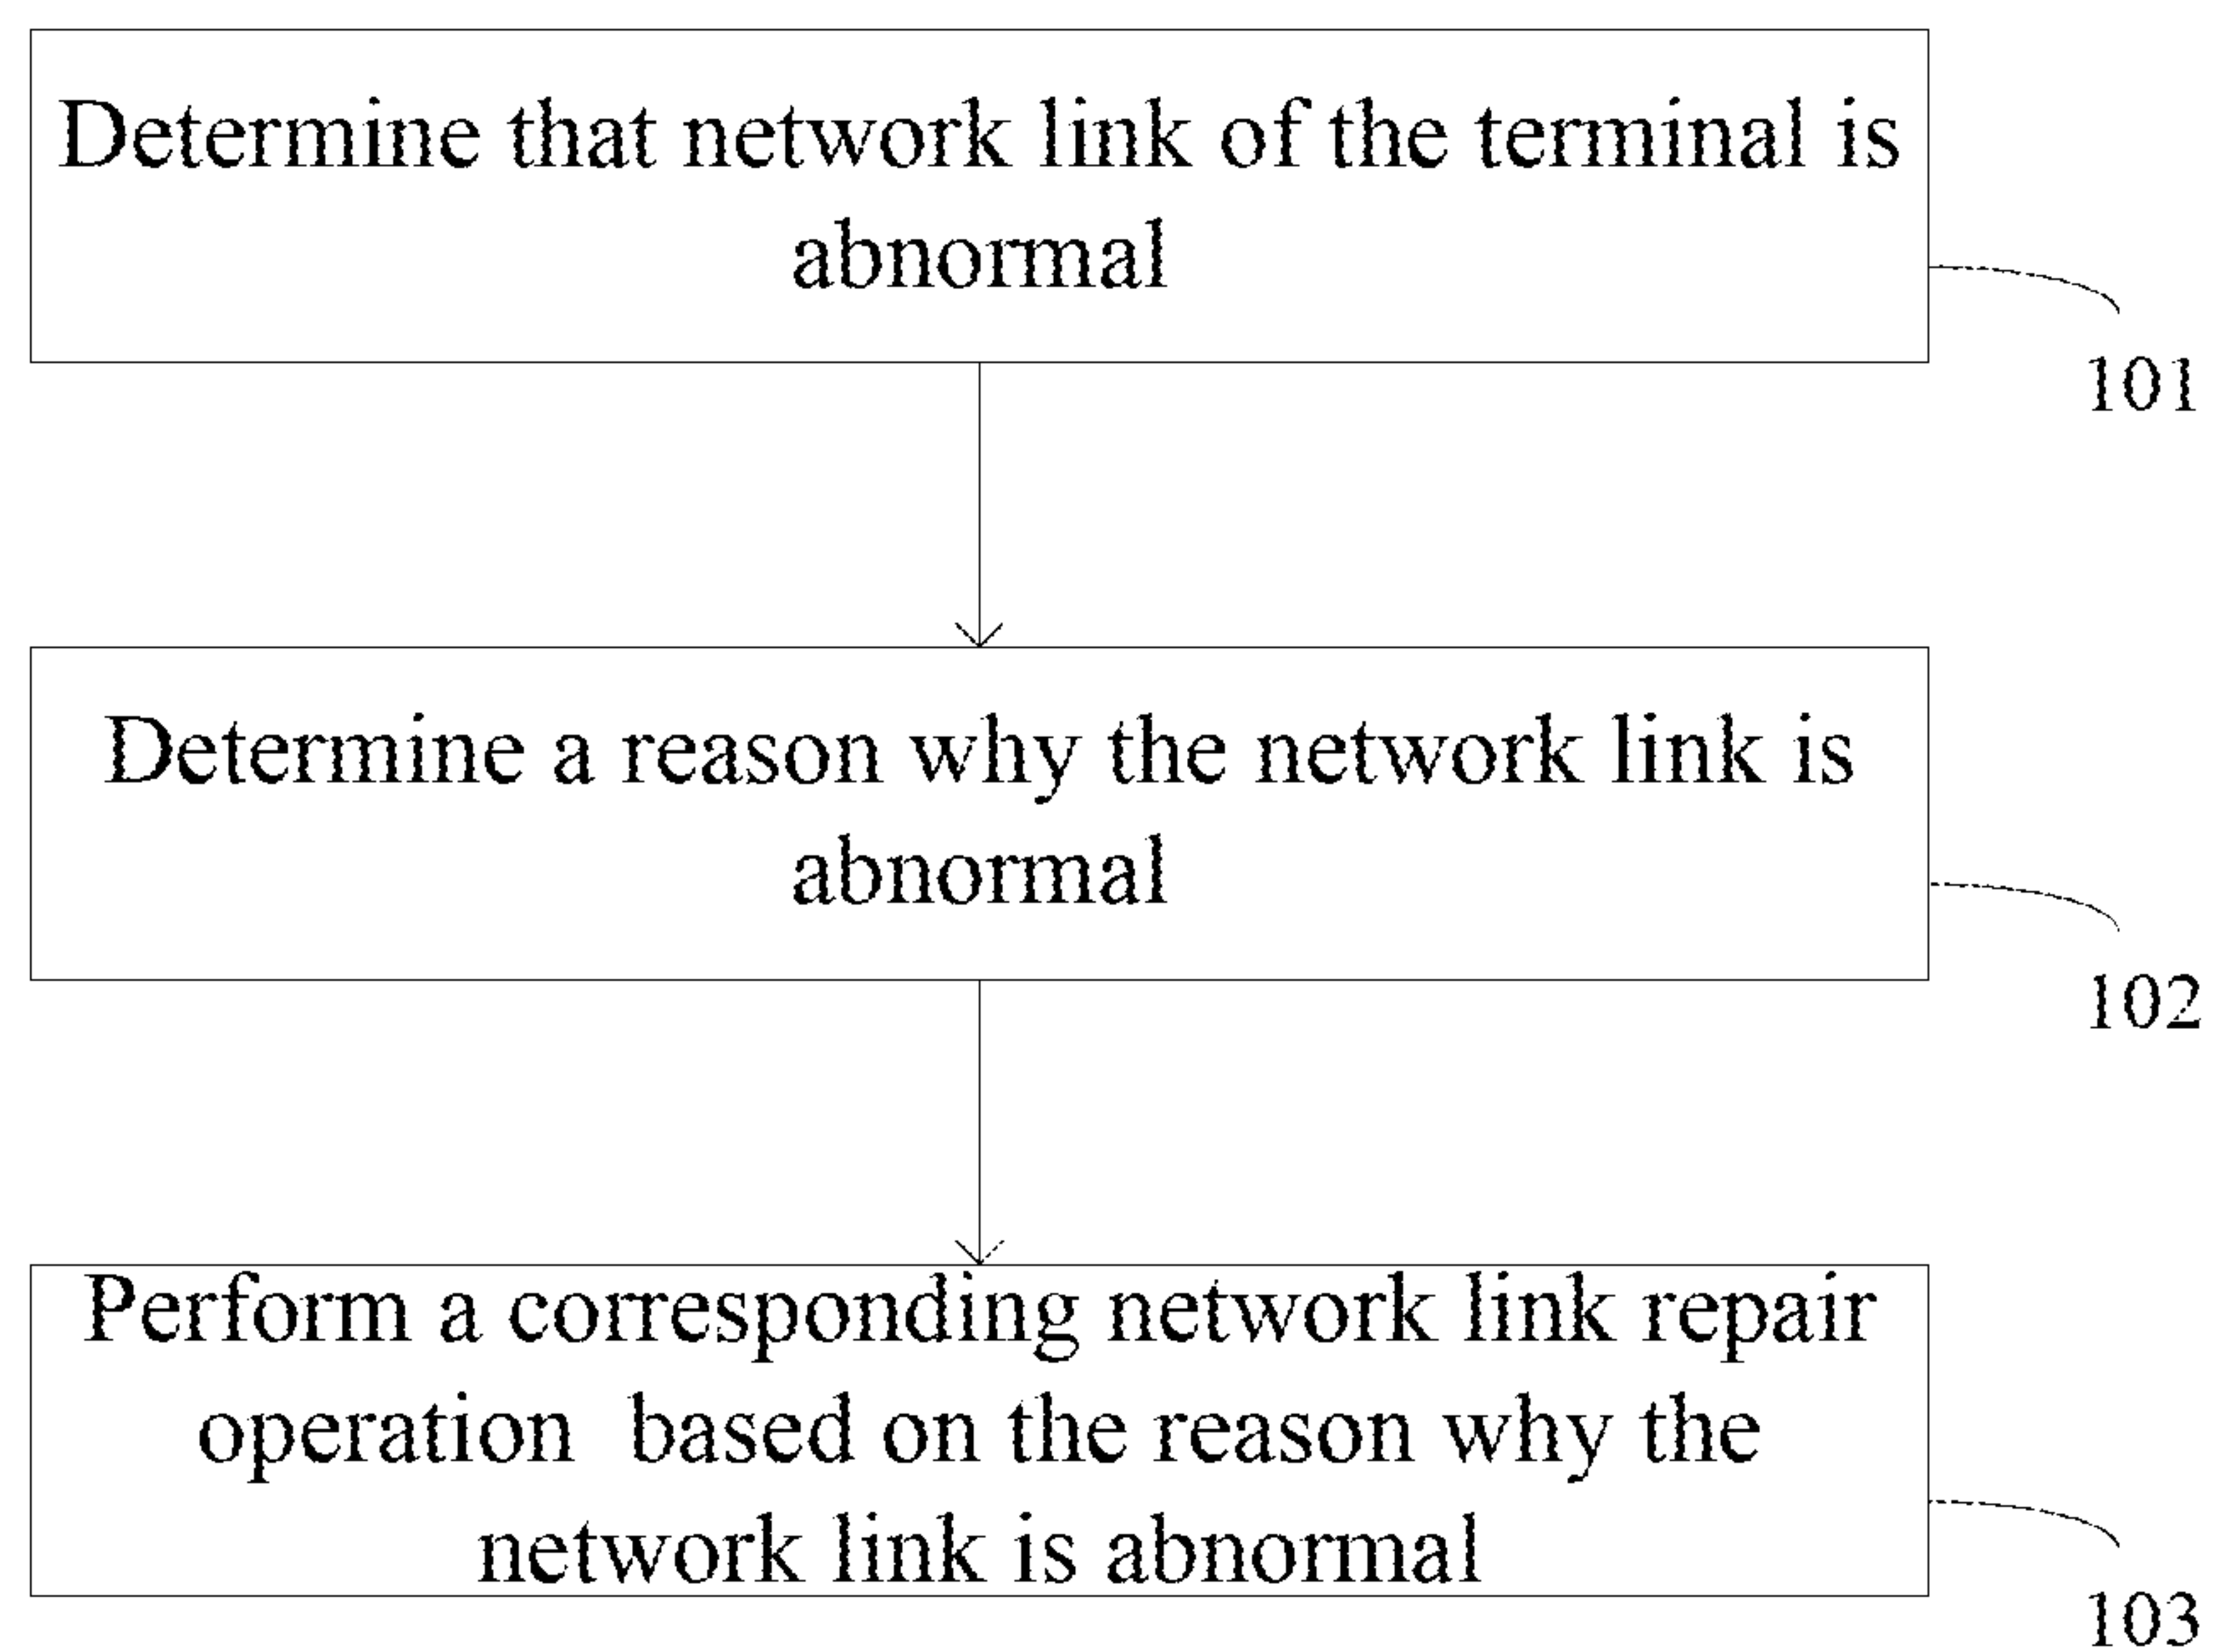 Determine that network link of the terminal is
abnormal
101
Determine a reason why the network link is
abnormal
102
Perform a corresponding network link repair
operation based on the reason why the
network link is abnormal
103